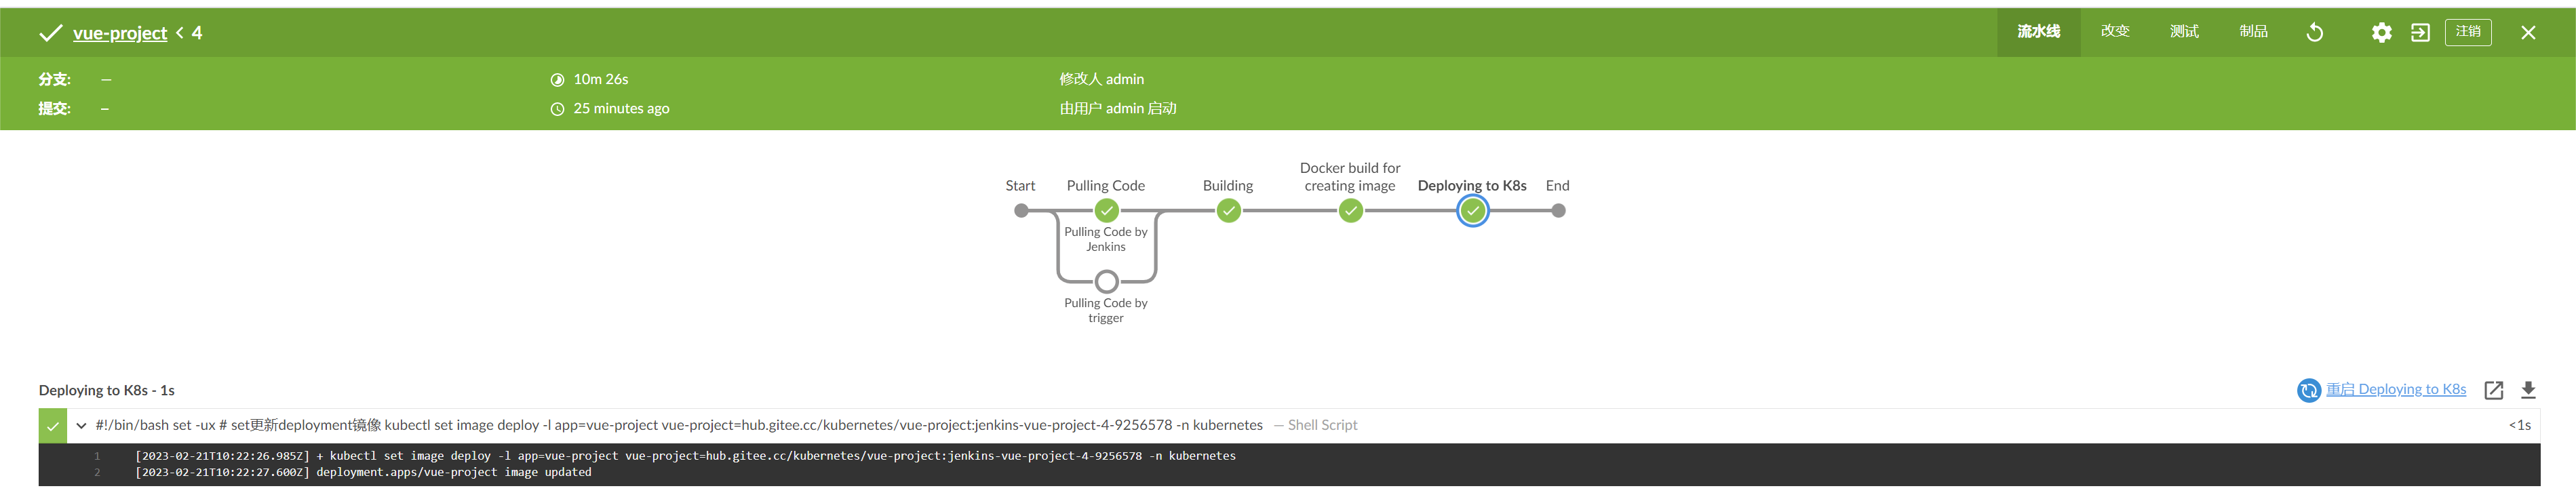 vue-project < 4
流水线 改变 测试 制品 注销
分支: — 10m 26s 修改人 admin
提交: – 25 minutes ago 由用户 admin 启动
Docker build for
Start Pulling Code Building creating image Deploying to K8s End
Pulling Code by
Jenkins
Pulling Code by
trigger
Deploying to K8s - 1s 重启 Deploying to K8s
#!/bin/bash set -ux # set更新deployment镜像 kubectl set image deploy -l app=vue-project vue-project=hub.gitee.cc/kubernetes/vue-project:jenkins-vue-project-4-9256578 -n kubernetes — Shell Script <1s
1 [2023-02-21T10:22:26.985Z] + kubectl set image deploy -l app=vue-project vue-project=hub.gitee.cc/kubernetes/vue-project:jenkins-vue-project-4-9256578 -n kubernetes
2 [2023-02-21T10:22:27.600Z] deployment.apps/vue-project image updated